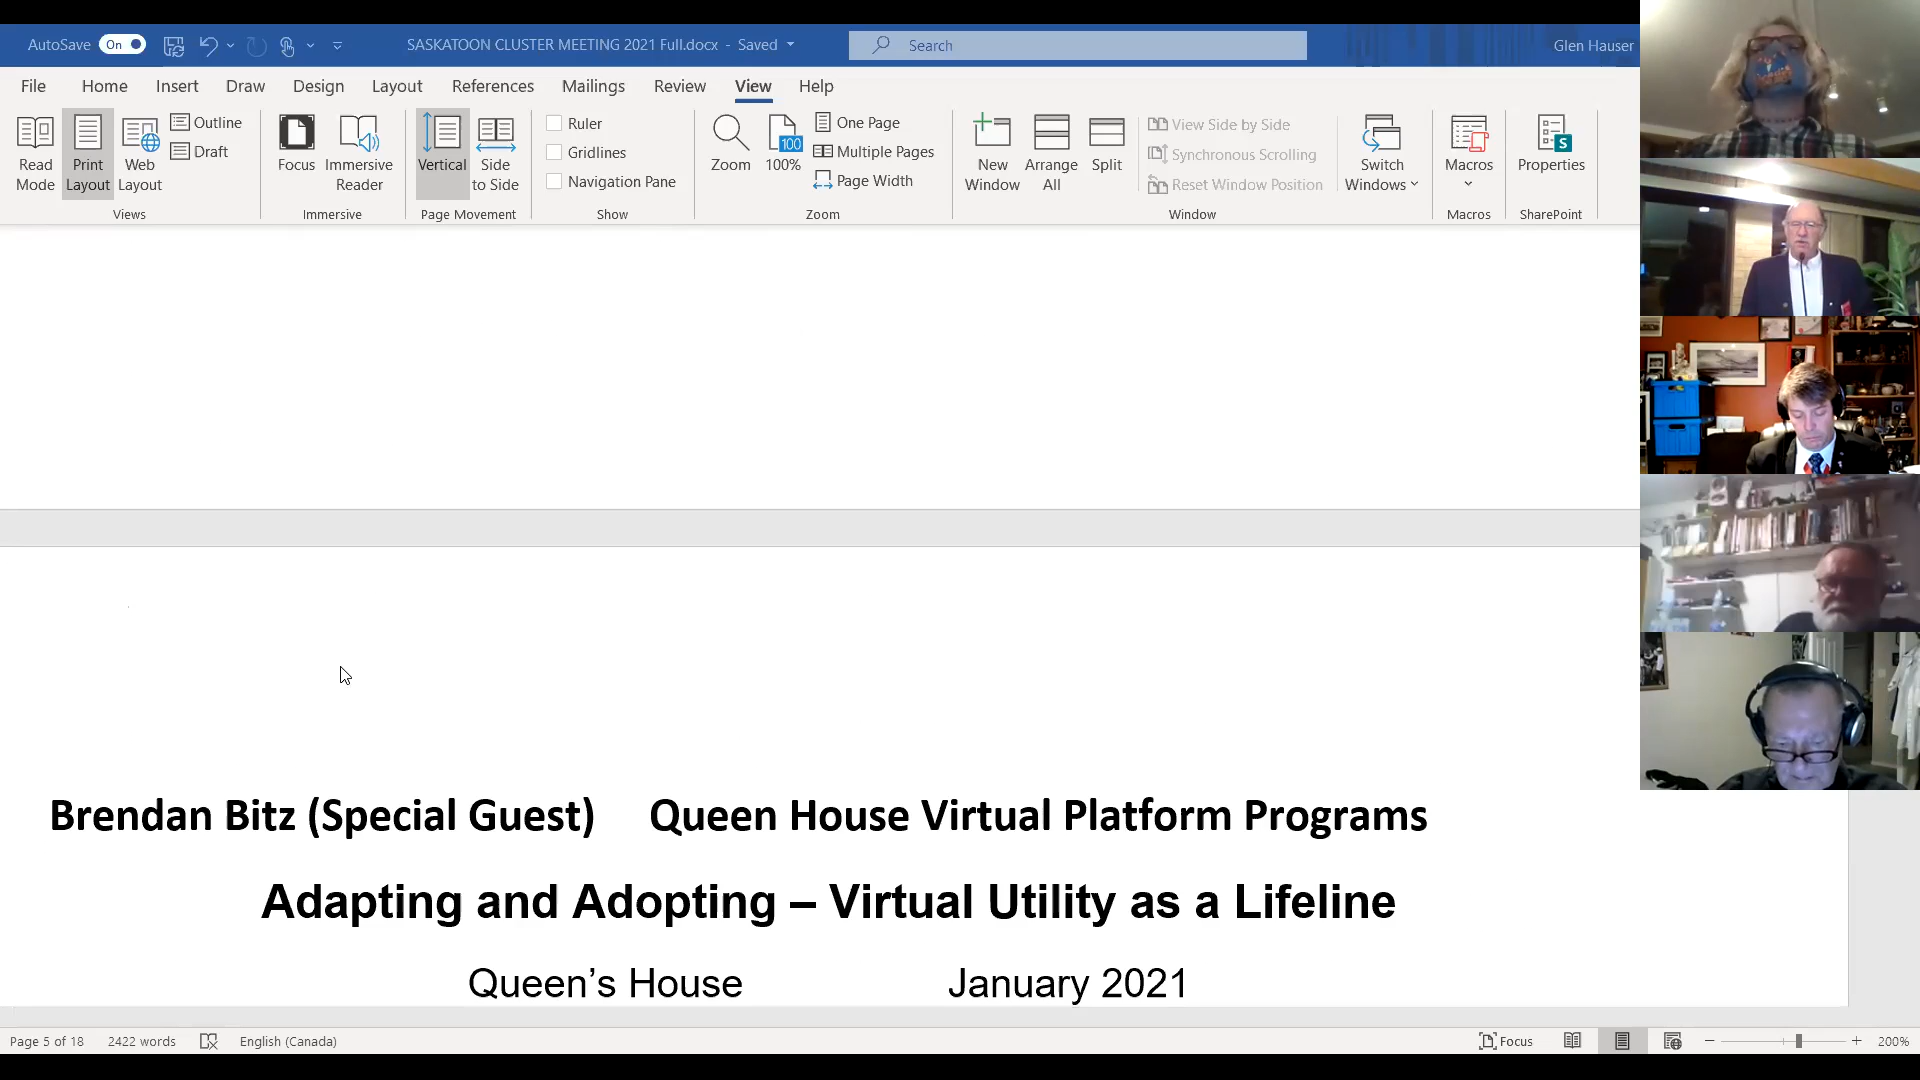 AutoSave On SASKATOON CLUSTER MEETING 2021 Full.docx - Saved Search Glen Hauser
File Home Insert Draw Design Layout References Mailings Review View Help
Read Mode
Print Layout
Web Layout
Outline
Draft
Views
Focus
Immersive Reader
Immersive
Vertical
Side to Side
Page Movement
Ruler
Gridlines
Navigation Pane
Show
Zoom
100
100%
One Page
Multiple Pages
Page Width
Zoom
New Window
Arrange All
Split
View Side by Side
Synchronous Scrolling
Reset Window Position
Switch Windows
Window
Macros
Macros
S
Properties
SharePoint
Brendan Bitz (Special Guest) Queen House Virtual Platform Programs
Adapting and Adopting – Virtual Utility as a Lifeline
Queen’s House January 2021
Page 5 of 18 2422 words English (Canada) Focus 200%